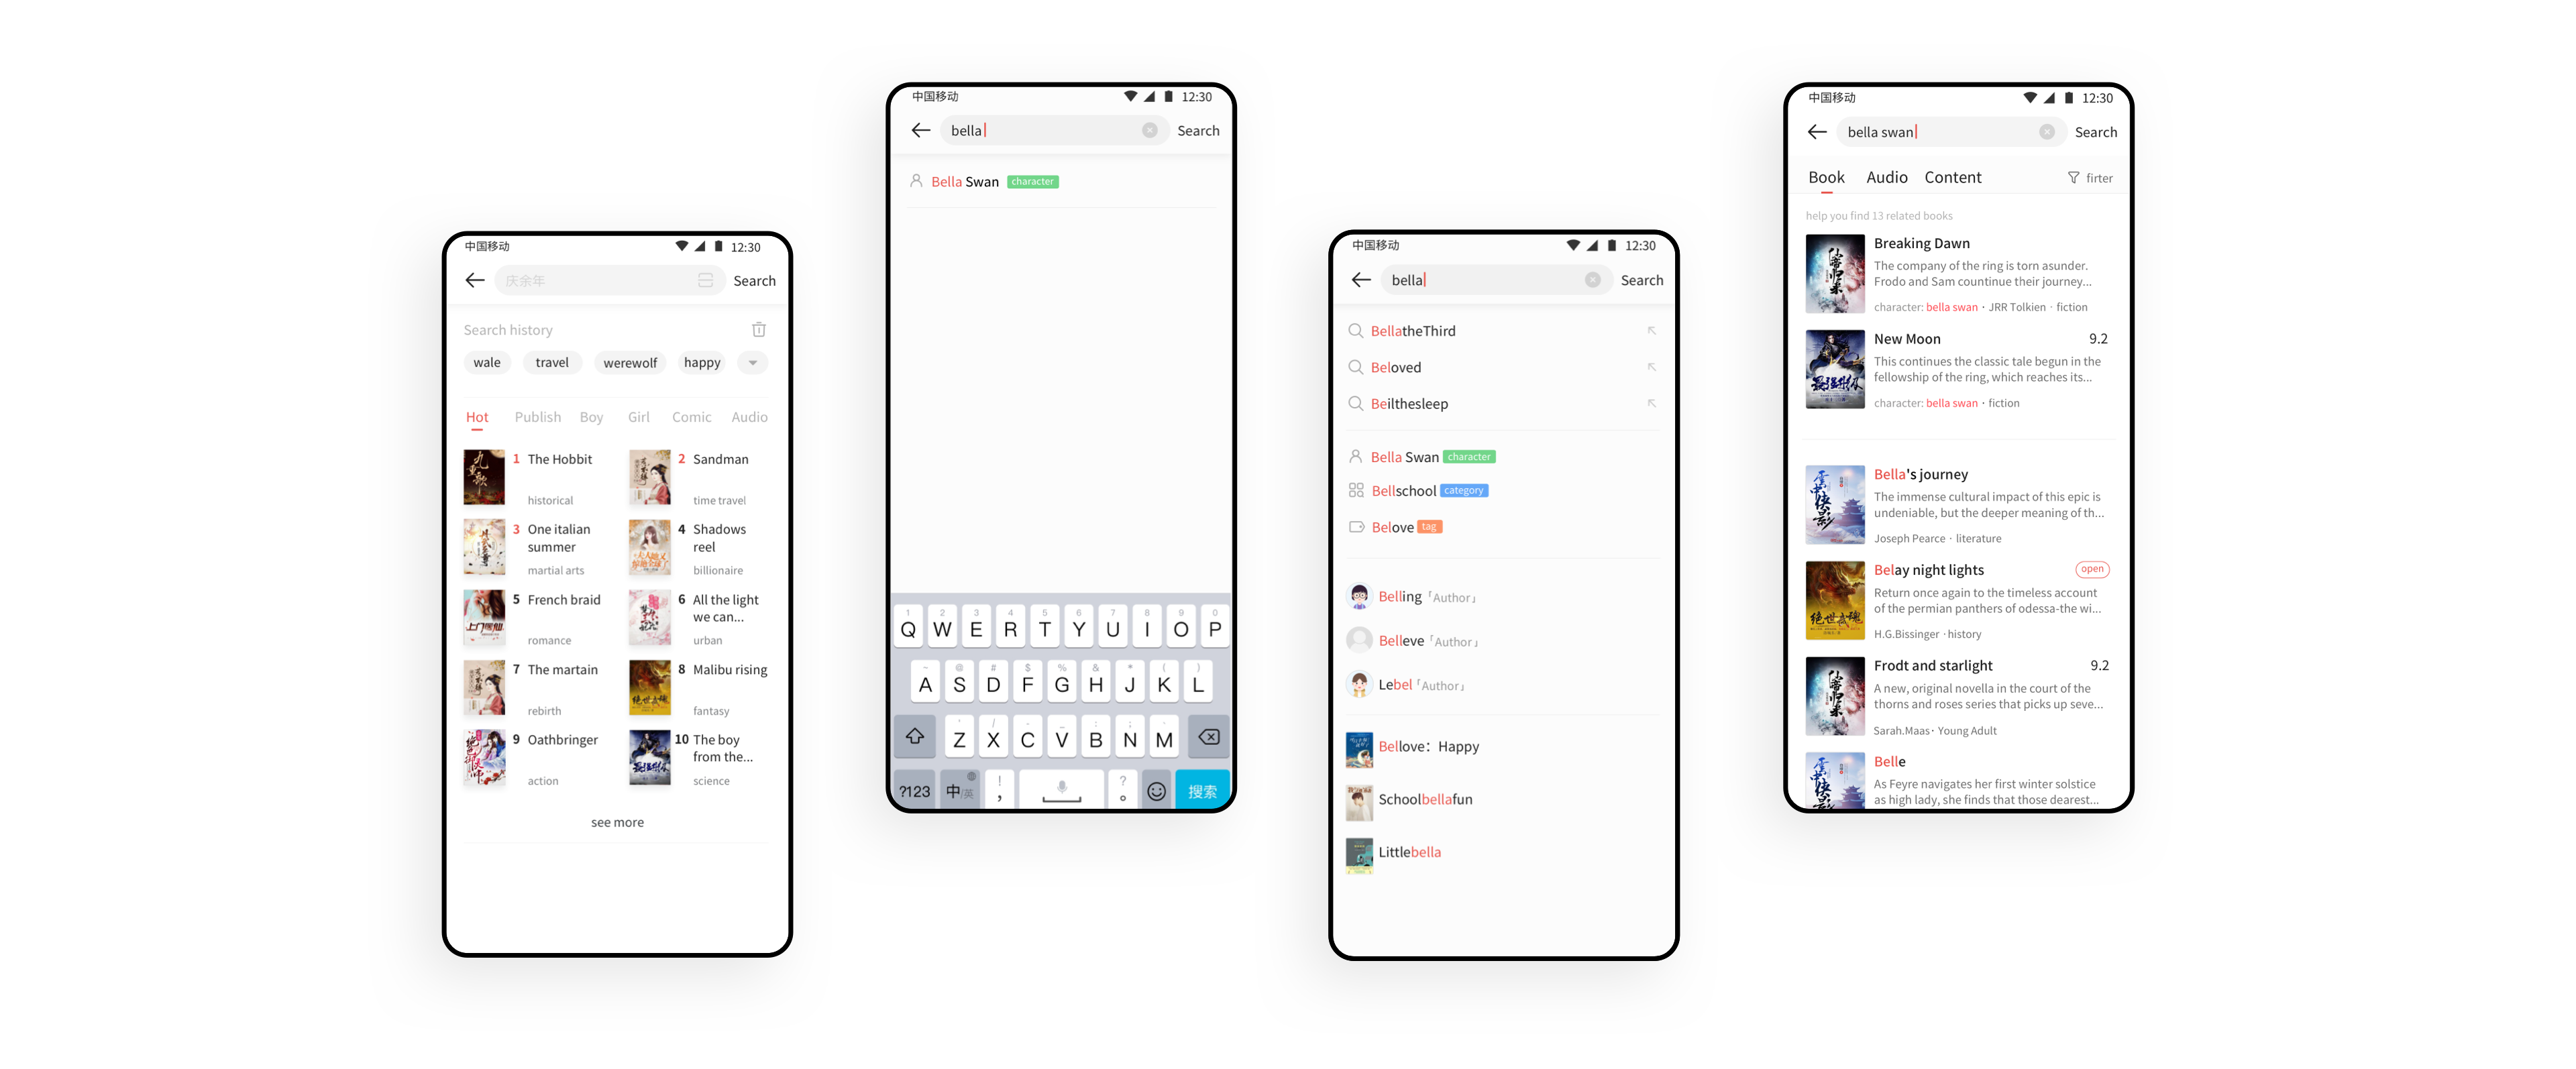 中国移动
12:30
庆余年
Search
Search history
wale
travel
werewolf
happy
Hot
Publish
Boy
Girl
Comic
Audio
1 The Hobbit
historical
2 Sandman
time travel
3 One italian
summer
martial arts
4 Shadows
reel
billionaire
5 French braid
romance
6 All the light
we can...
urban
7 The martain
rebirth
8 Malibu rising
fantasy
9 Oathbringer
action
10 The boy
from the...
science
see more
中国移动
12:30
bella
Search
Bella Swan character
1 2 3 4 5 6 7 8 9 0
Q W E R T Y U I O P
~ @ # $ % & * ( )
A S D F G H J K L
' / - _ : ; 、
Z X C V B N M
?123 中/英 ! , ? 。 搜索
中国移动
12:30
bella
Search
BellatheThird
Beloved
Beilthesleep
Bella Swan character
Bellschool category
Belove tag
Belling「Author」
Belleve「Author」
Lebel「Author」
Bellove：Happy
Schoolbellafun
Littlebella
中国移动
12:30
bella swan
Search
Book
Audio
Content
firter
help you find 13 related books
Breaking Dawn
The company of the ring is torn asunder.
Frodo and Sam countinue their journey...
character: bella swan · JRR Tolkien · fiction
New Moon
9.2
This continues the classic tale begun in the
fellowship of the ring, which reaches its...
character: bella swan · fiction
Bella's journey
The immense cultural impact of this epic is
undeniable, but the deeper meaning of th...
Joseph Pearce · literature
Belay night lights
open
Return once again to the timeless account
of the permian panthers of odessa-the wi...
H.G.Bissinger · history
Frodt and starlight
9.2
A new, original novella in the court of the
thorns and roses series that picks up seve...
Sarah.Maas · Young Adult
Belle
As Feyre navigates her first winter solstice
as high lady, she finds that those dearest...